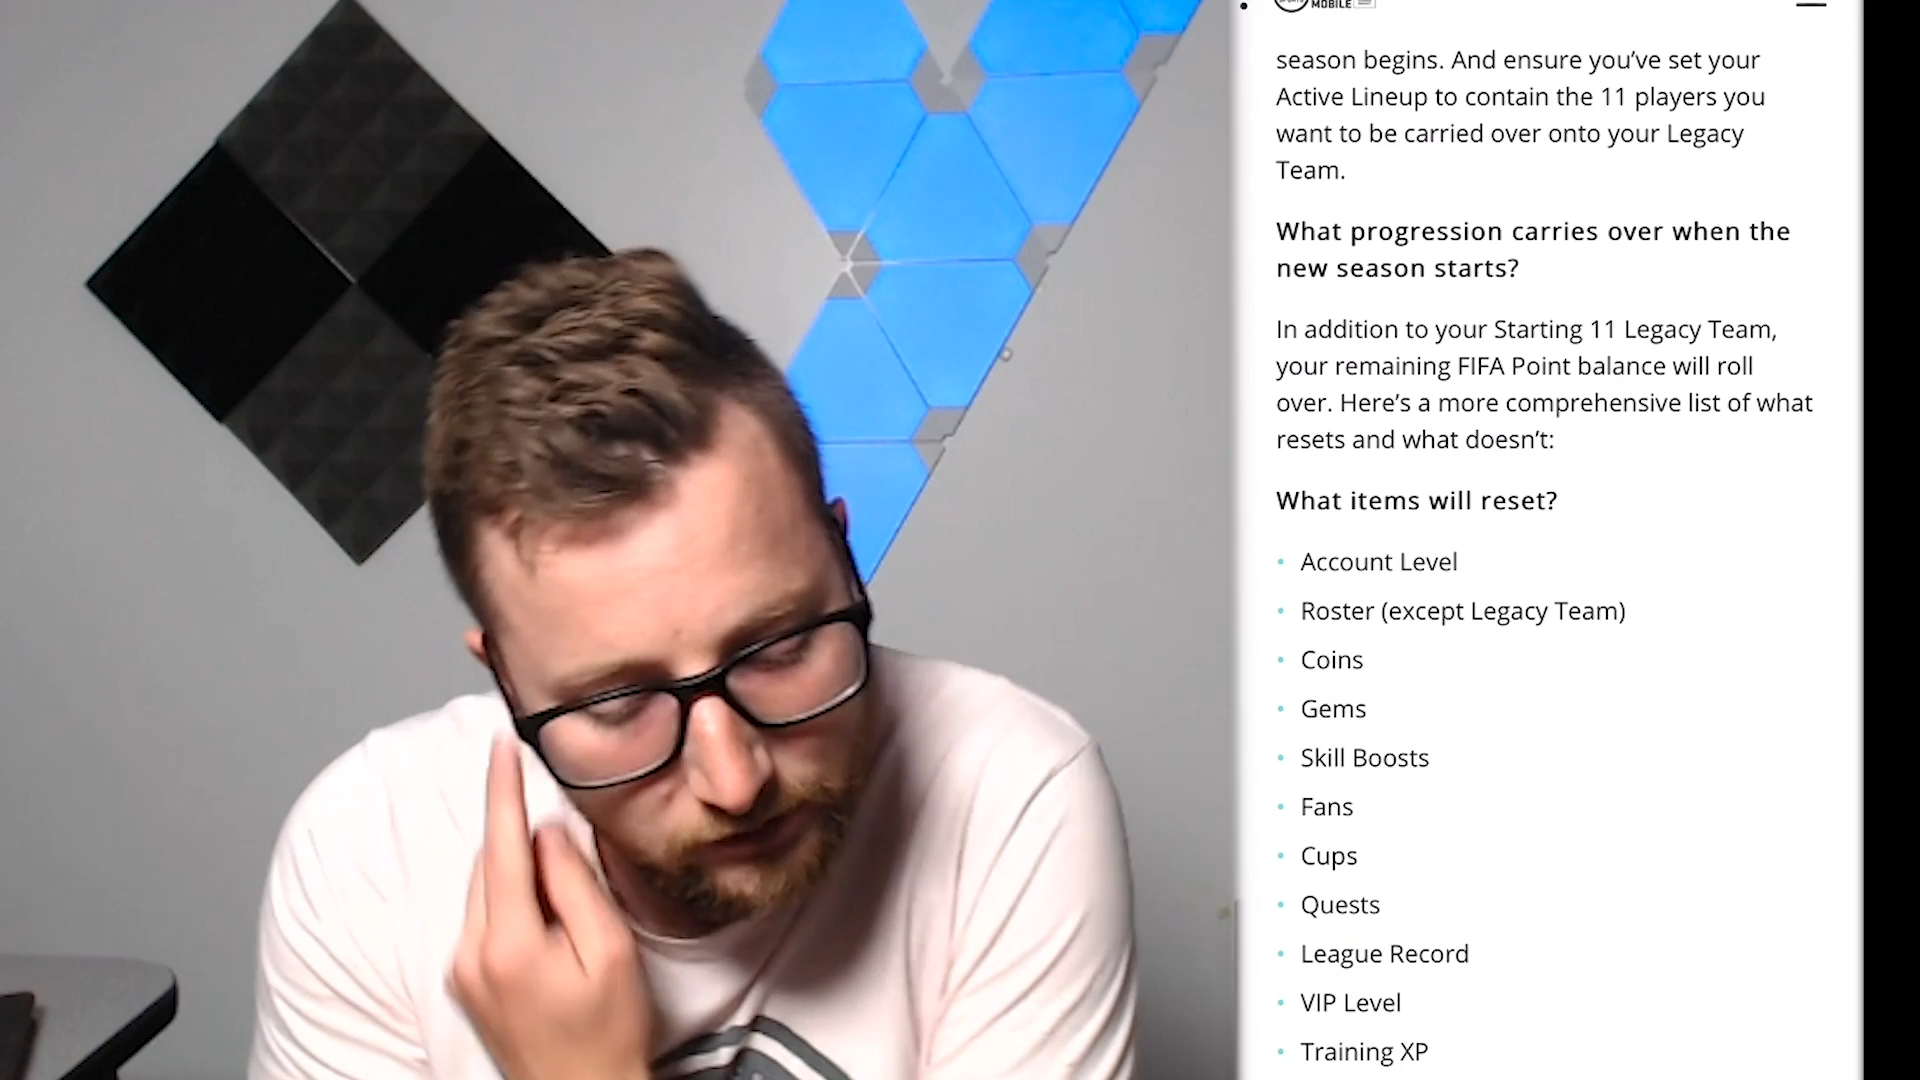 MOBILE
season begins. And ensure you’ve set your
Active Lineup to contain the 11 players you
want to be carried over onto your Legacy
Team.
What progression carries over when the
new season starts?
In addition to your Starting 11 Legacy Team,
your remaining FIFA Point balance will roll
over. Here’s a more comprehensive list of what
resets and what doesn’t:
What items will reset?
• Account Level
• Roster (except Legacy Team)
• Coins
• Gems
• Skill Boosts
• Fans
• Cups
• Quests
• League Record
• VIP Level
• Training XP